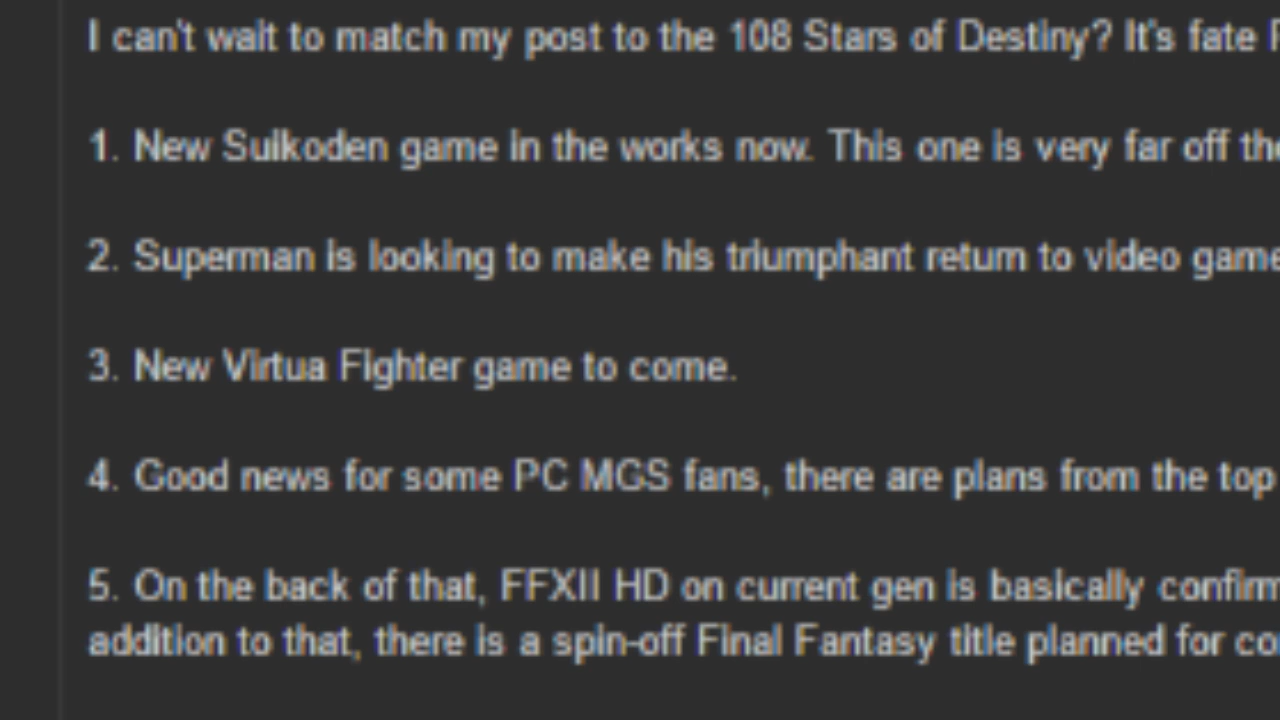 I can't wait to match my post to the 108 Stars of Destiny? It's fate
1. New Suikoden game in the works now. This one is very far off the
2. Superman is looking to make his triumphant return to video game
3. New Virtua Fighter game to come.
4. Good news for some PC MGS fans, there are plans from the top
5. On the back of that, FFXII HD on current gen is basically confirm
addition to that, there is a spin-off Final Fantasy title planned for co